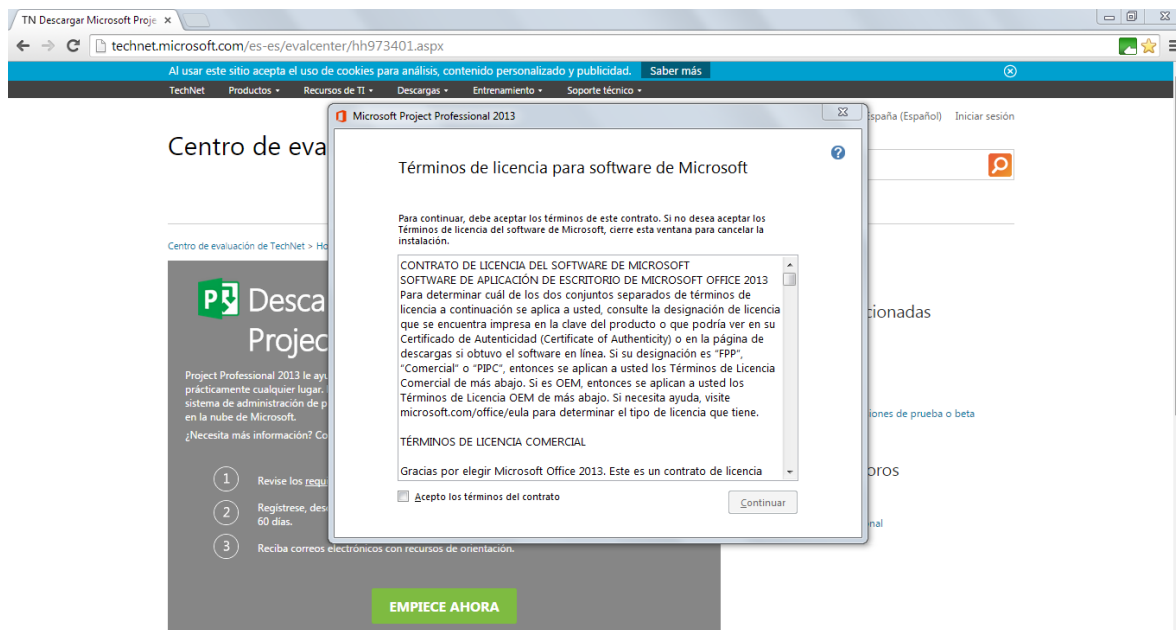 TN Descargar Microsoft Proje
technet.microsoft.com/es-es/evalcenter/hh973401.aspx
Al usar este sitio acepta el uso de cookies para análisis, contenido personalizado y publicidad. Saber más
TechNet Productos Recursos de TI Descargas Entrenamiento Soporte técnico
España (Español) Iniciar sesión
Centro de eva
Centro de evaluación de TechNet > Ho
Desca
Projec
Project Professional 2013 le ayu
prácticamente cualquier lugar.
sistema de administración de p
en la nube de Microsoft.
¿Necesita más información? Co
1 Revise los requ
2 Regístrese, des
60 días.
3 Reciba correos electrónicos con recursos de orientación.
EMPIECE AHORA
Microsoft Project Professional 2013
Términos de licencia para software de Microsoft
Para continuar, debe aceptar los términos de este contrato. Si no desea aceptar los
Términos de licencia del software de Microsoft, cierre esta ventana para cancelar la
instalación.
CONTRATO DE LICENCIA DEL SOFTWARE DE MICROSOFT
SOFTWARE DE APLICACIÓN DE ESCRITORIO DE MICROSOFT OFFICE 2013
Para determinar cuál de los dos conjuntos separados de términos de
licencia a continuación se aplica a usted, consulte la designación de licencia
que se encuentra impresa en la clave del producto o que podría ver en su
Certificado de Autenticidad (Certificate of Authenticity) o en la página de
descargas si obtuvo el software en línea. Si su designación es “FPP”,
“Comercial” o “PIPC”, entonces se aplican a usted los Términos de Licencia
Comercial de más abajo. Si es OEM, entonces se aplican a usted los
Términos de Licencia OEM de más abajo. Si necesita ayuda, visite
microsoft.com/office/eula para determinar el tipo de licencia que tiene.
TÉRMINOS DE LICENCIA COMERCIAL
Gracias por elegir Microsoft Office 2013. Este es un contrato de licencia
Acepto los términos del contrato
Continuar
cionadas
iones de prueba o beta
oros
nal